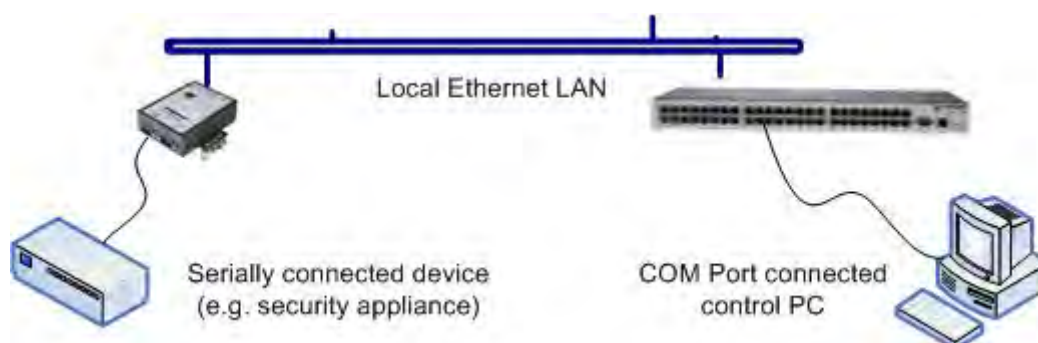 Local Ethernet LAN
Serially connected device
(e.g. security appliance)
COM Port connected
control PC